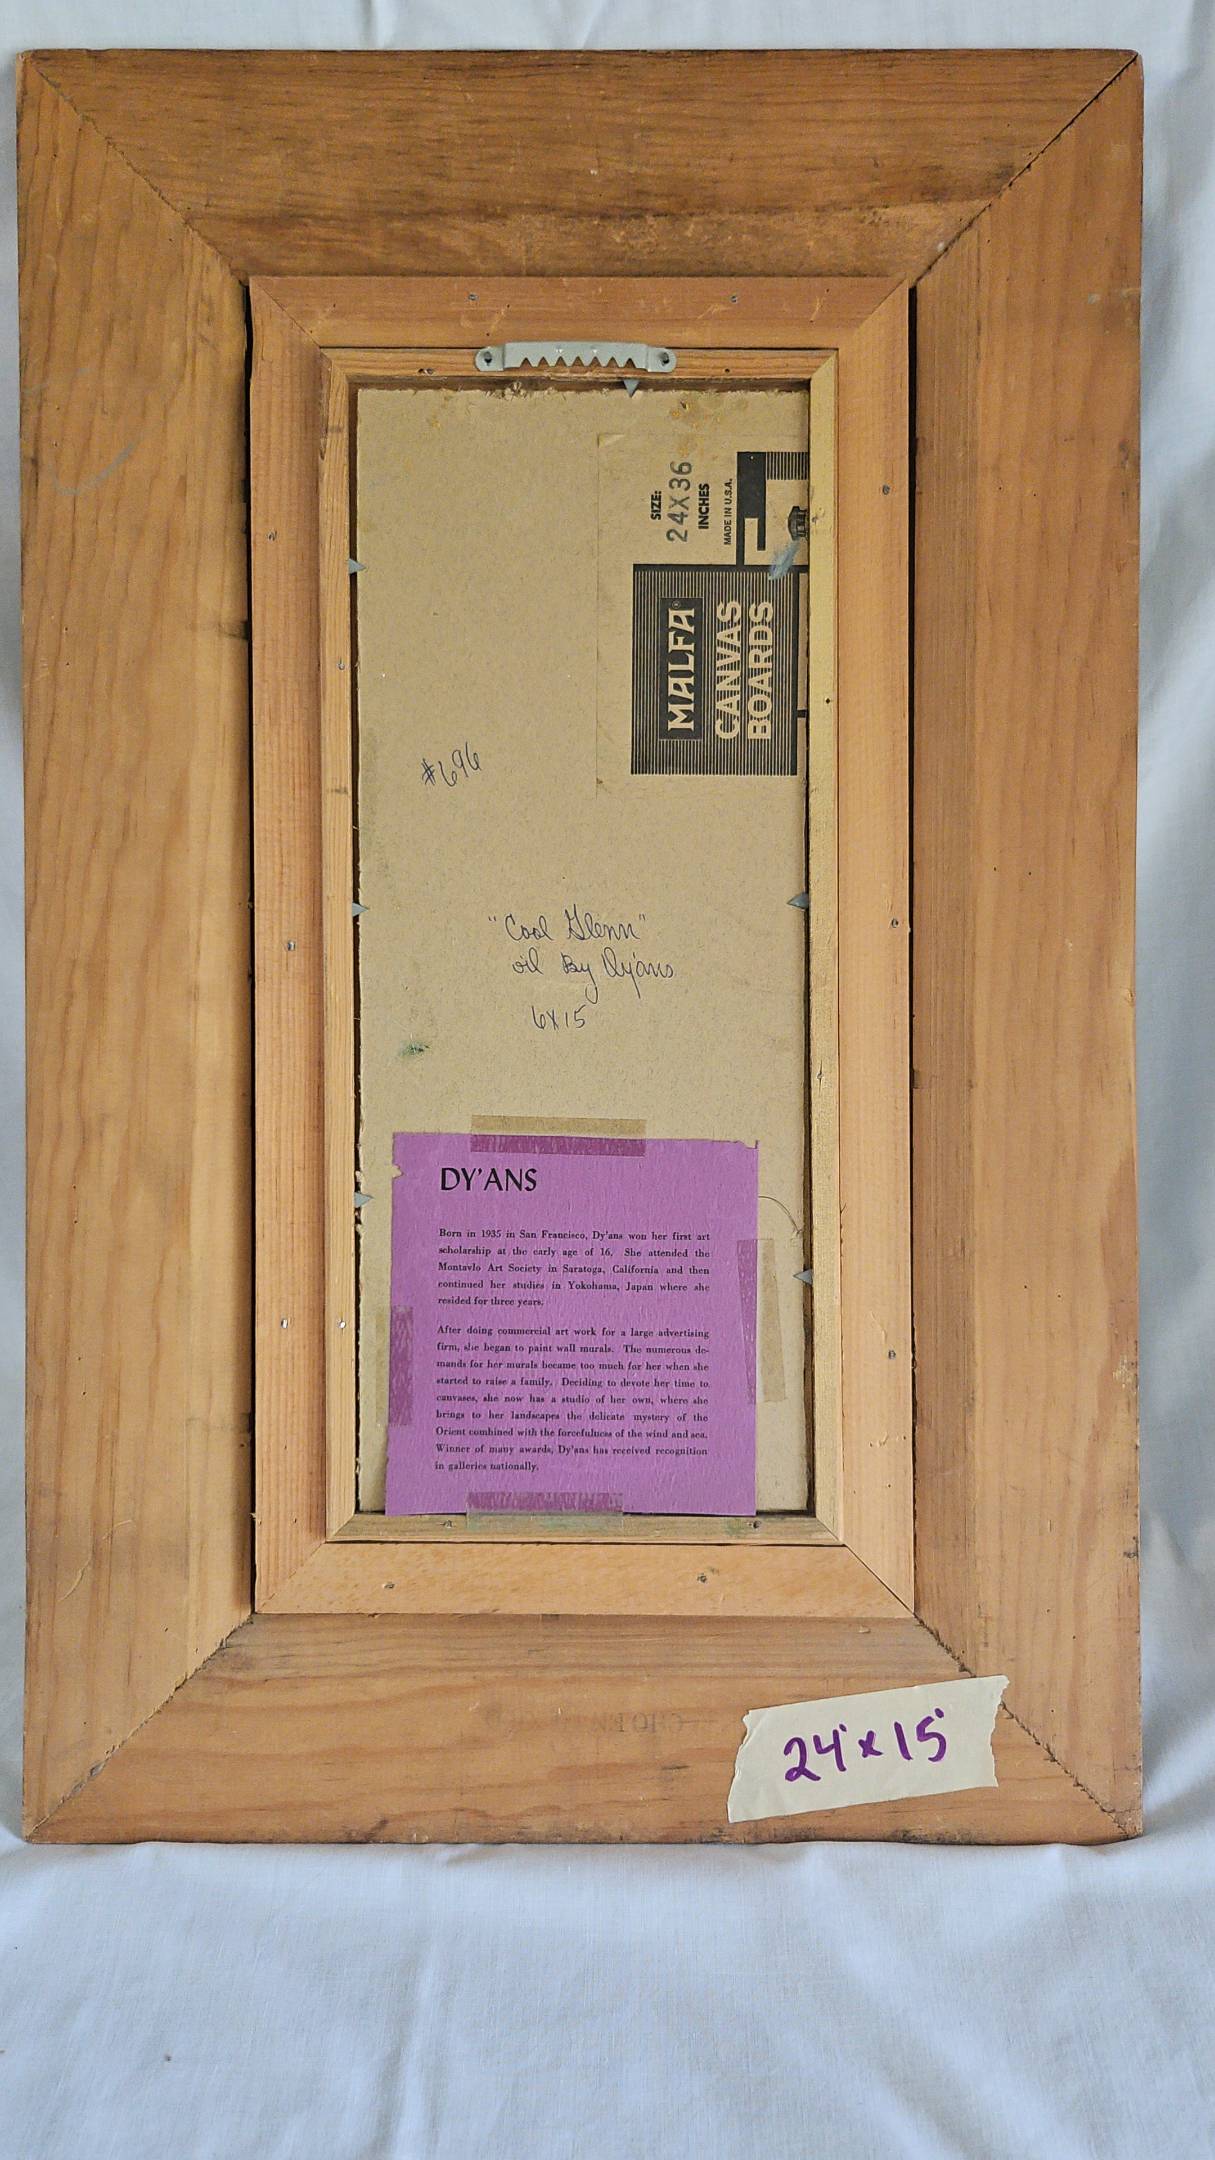 SIZE:
24X36
INCHES
MADE IN U.S.A.
MALFA®
CANVAS
BOARDS
#696
"Cool Glenn"
oil By Dy'ans
6x15
DY'ANS
Born in 1935 in San Francisco, Dy'ans won her first art
scholarship at the early age of 16. She attended the
Montavlo Art Society in Saratoga, California and then
continued her studies in Yokohama, Japan where she
resided for three years.
After doing commercial art work for a large advertising
firm, she began to paint wall murals. The numerous de-
mands for her murals became too much for her when she
started to raise a family. Deciding to devote her time to
canvases, she now has a studio of her own, where she
brings to her landscapes the delicate mystery of the
Orient combined with the forcefulness of the wind and sea.
Winner of many awards, Dy'ans has received recognition
in galleries nationally.
24"x15"